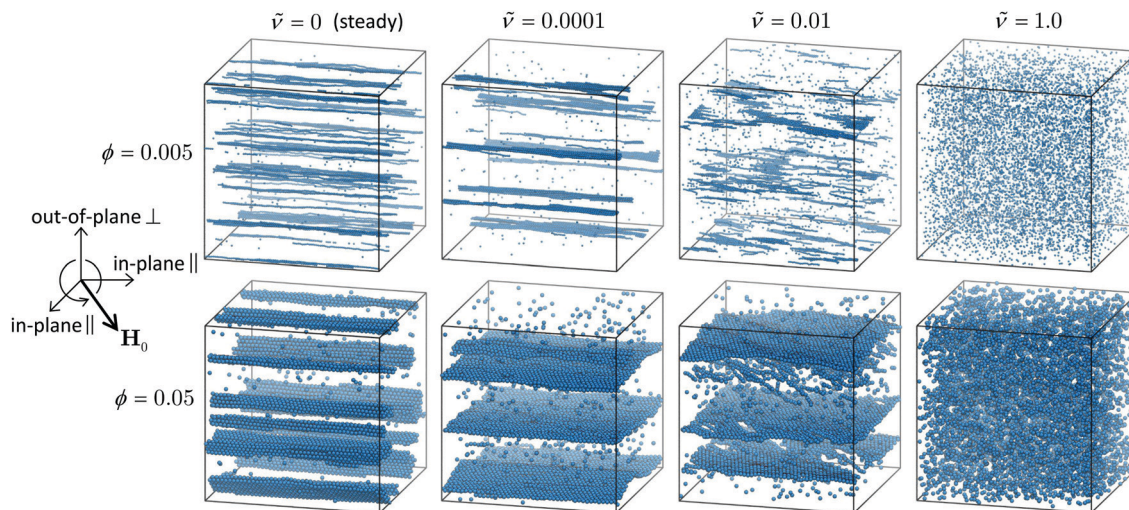 ṽ = 0 (steady)
ṽ = 0.0001
ṽ = 0.01
ṽ = 1.0
ϕ = 0.005
out-of-plane ⊥
in-plane ∥
in-plane ∥
H₀
ϕ = 0.05